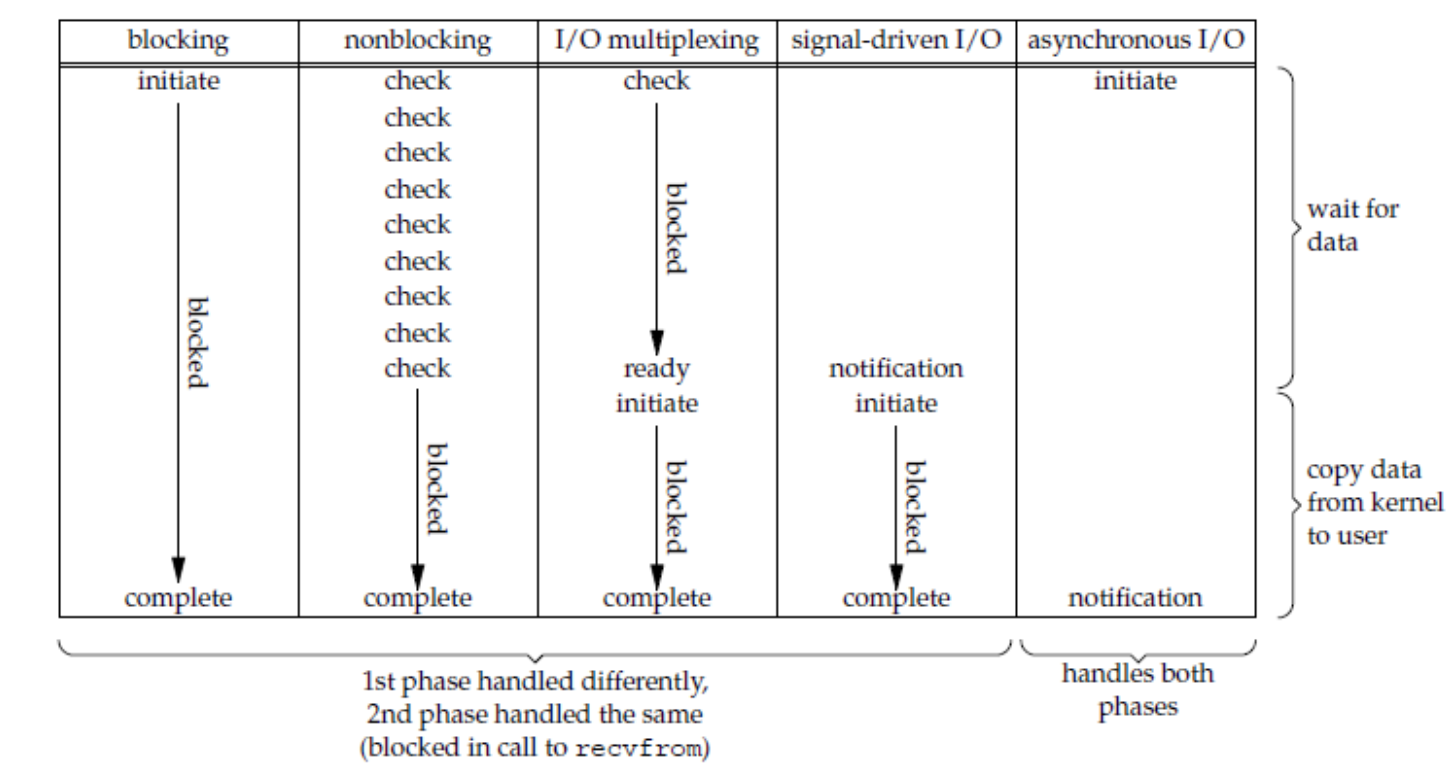 blocking nonblocking I/O multiplexing signal-driven I/O asynchronous I/O
initiate check check initiate
check
check
check
check
check
check
check
check ready notification
initiate initiate
blocked
blocked
blocked
blocked
blocked
complete complete complete complete notification
wait for
data
copy data
from kernel
to user
1st phase handled differently,
2nd phase handled the same
(blocked in call to recvfrom)
handles both
phases